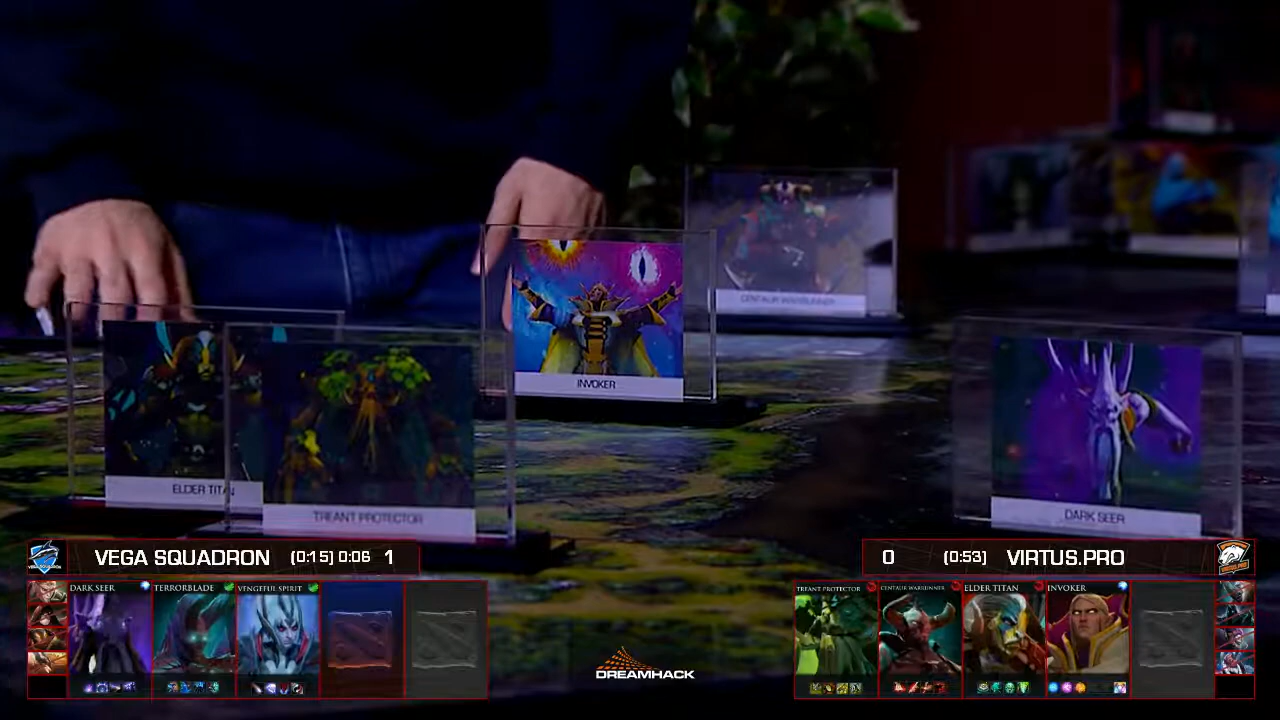 CENTAUR WARRUNNER
INVOKER
ELDER TITAN
TREANT PROTECTOR
DARK SEER
VEGA SQUADRON (0:15) 0:06 1
0 (0:53) VIRTUS.PRO
DARK SEER TERRORBLADE VENGEFUL SPIRIT
TREANT PROTECTOR CENTAUR WARRUNNER ELDER TITAN INVOKER
DREAMHACK